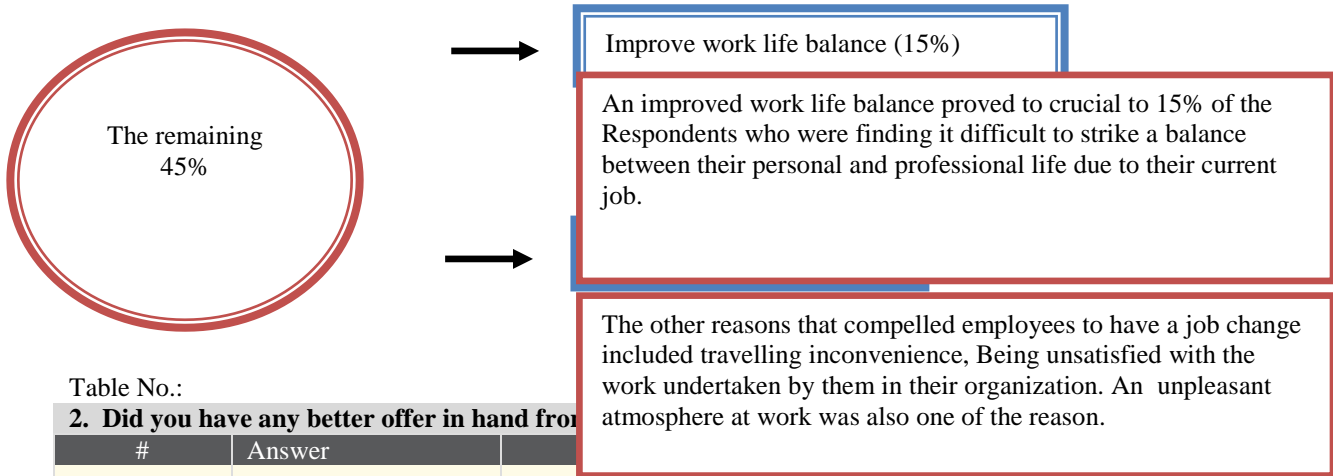 The remaining
45%
Improve work life balance (15%)
An improved work life balance proved to crucial to 15% of the
Respondents who were finding it difficult to strike a balance
between their personal and professional life due to their current
job.
The other reasons that compelled employees to have a job change
included travelling inconvenience, Being unsatisfied with the
work undertaken by them in their organization. An  unpleasant
atmosphere at work was also one of the reason.
Table No.:
2. Did you have any better offer in hand
# Answer